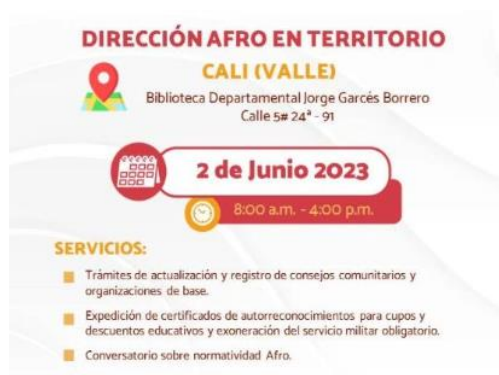 DIRECCIÓN AFRO EN TERRITORIO
CALI (VALLE)
Biblioteca Departamental Jorge Garcés Borrero
Calle 5# 24ª - 91
2 de Junio 2023
8:00 a.m. - 4:00 p.m.
SERVICIOS:
Trámites de actualización y registro de consejos comunitarios y
organizaciones de base.
Expedición de certificados de autorreconocimientos para cupos y
descuentos educativos y exoneración del servicio militar obligatorio.
Conversatorio sobre normatividad Afro.